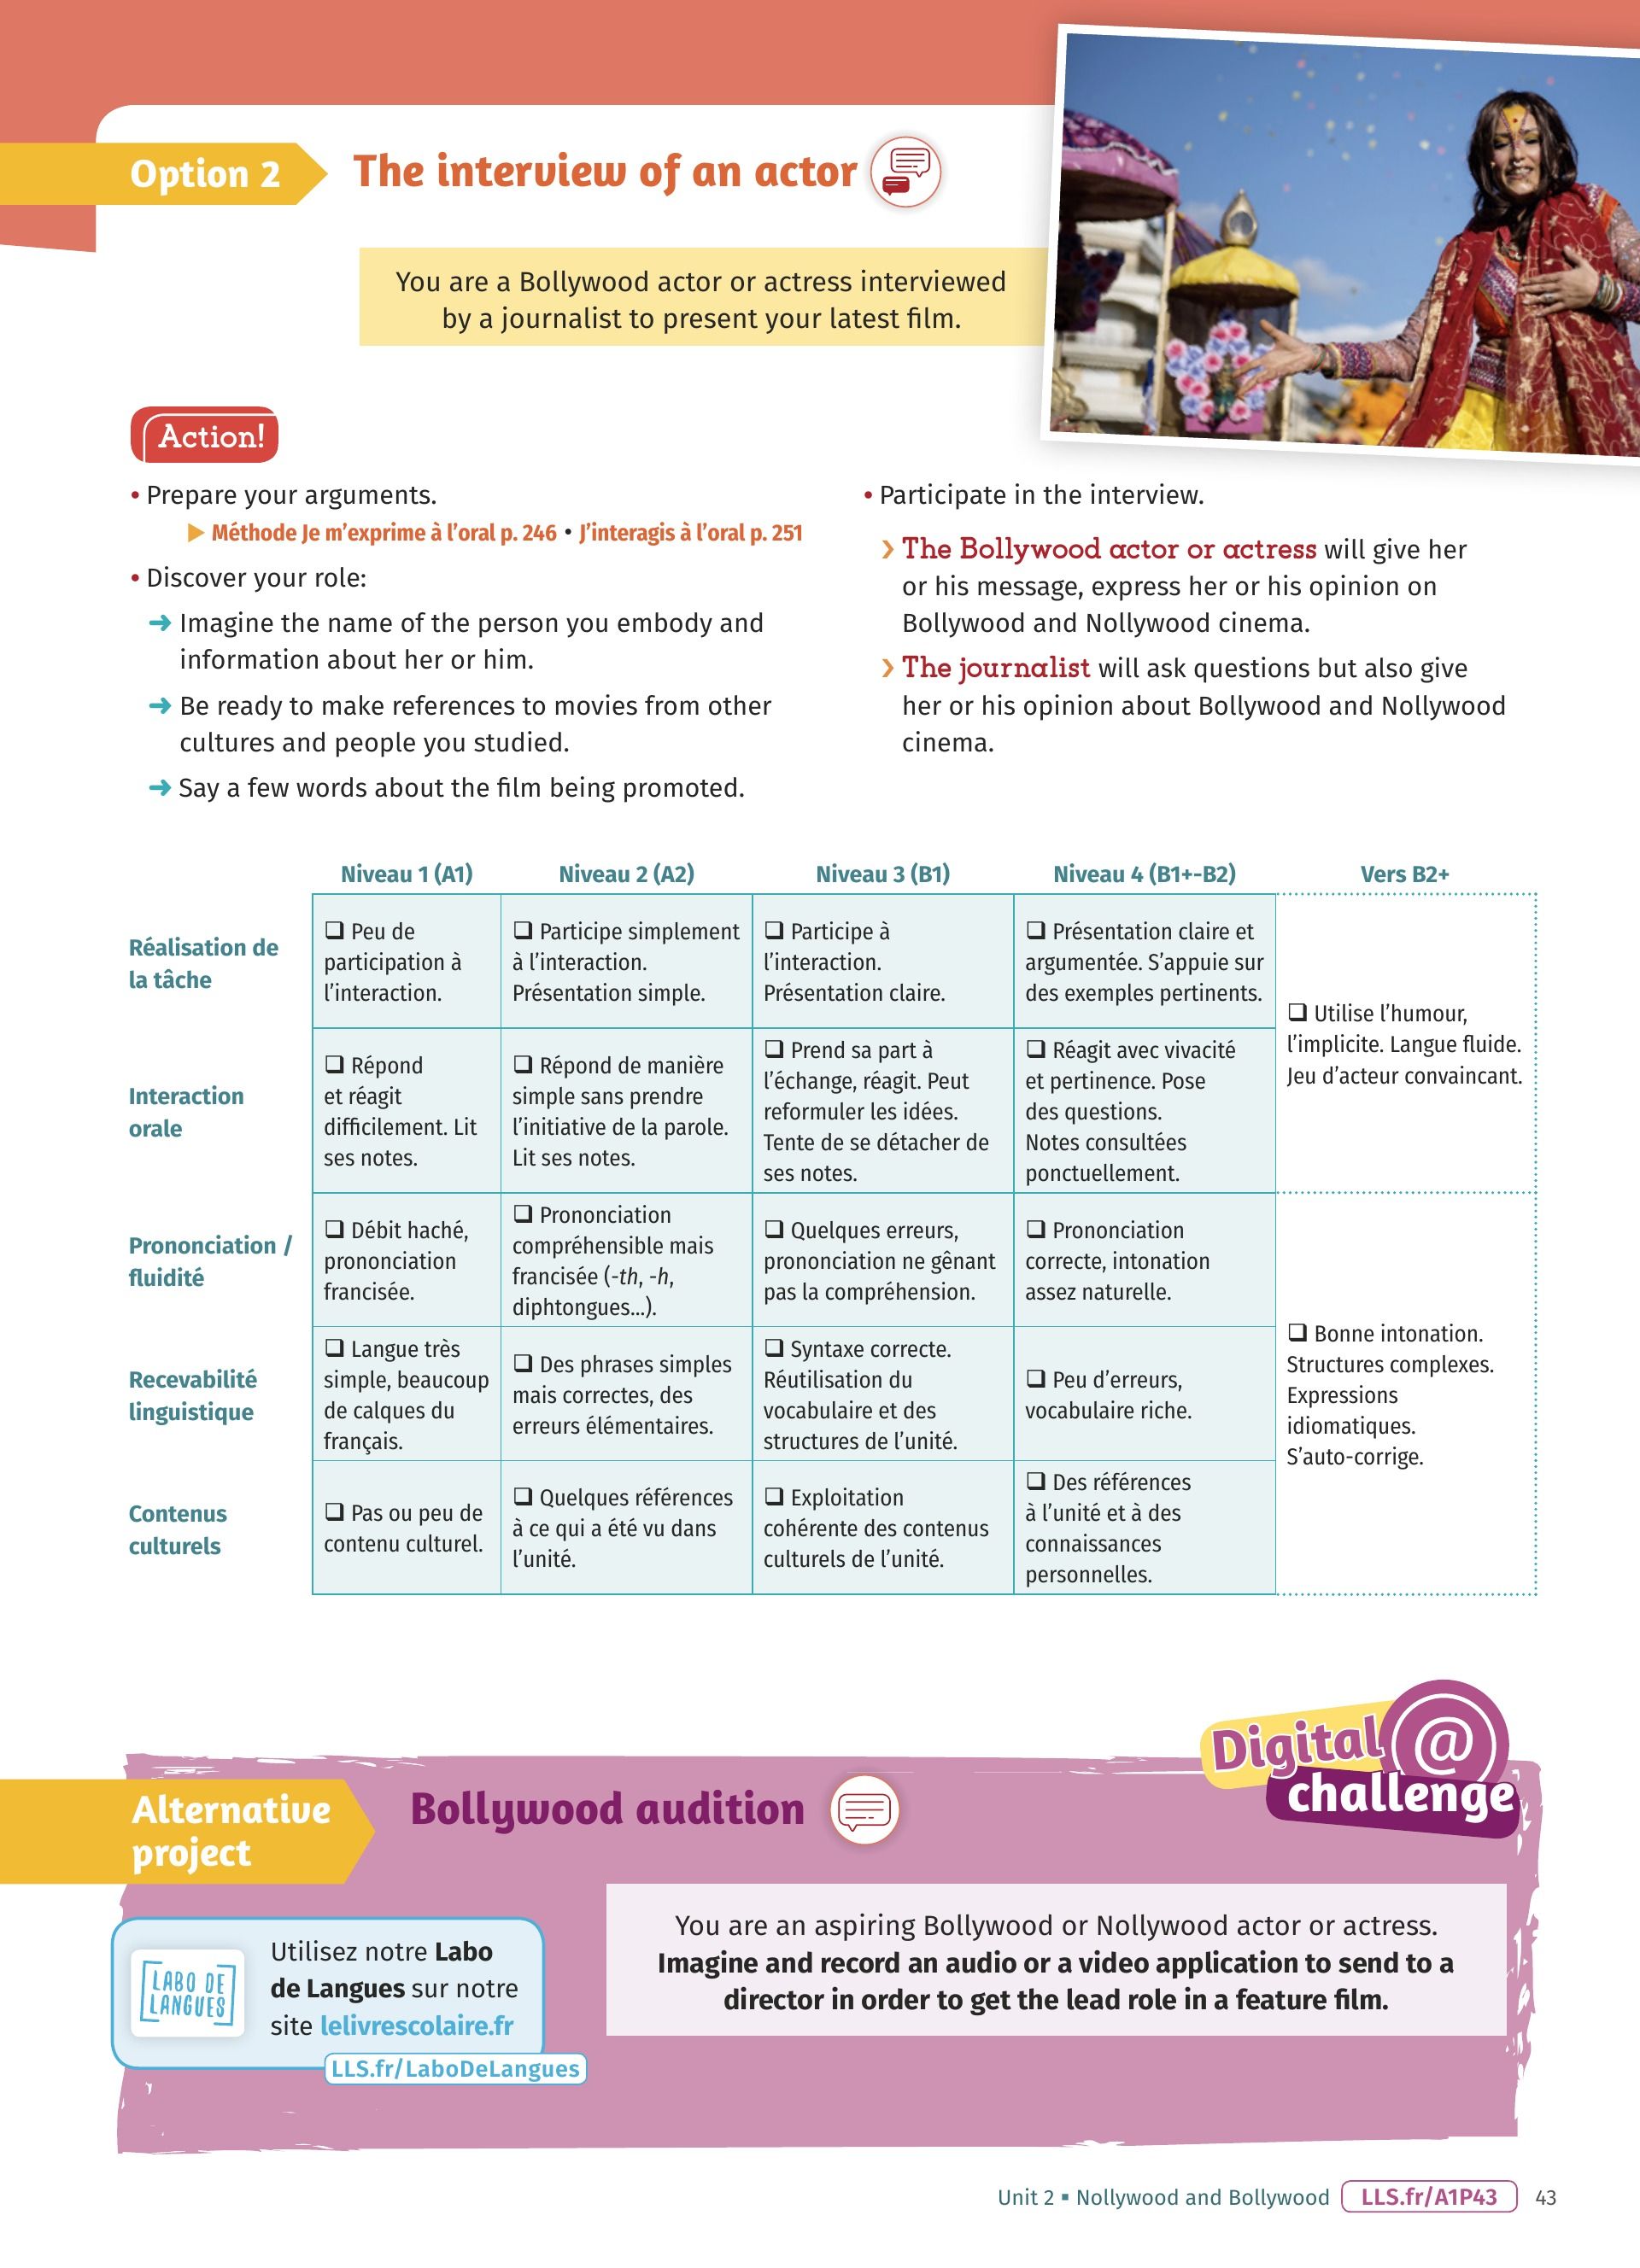 Option 2
The interview of an actor
You are a Bollywood actor or actress interviewed
by a journalist to present your latest film.
Action!
• Prepare your arguments.
▶ Méthode Je m'exprime à l'oral p. 246 • J'interagis à l'oral p. 251
• Discover your role:
➜ Imagine the name of the person you embody and
information about her or him.
➜ Be ready to make references to movies from other
cultures and people you studied.
➜ Say a few words about the film being promoted.
• Participate in the interview.
› The Bollywood actor or actress will give her
or his message, express her or his opinion on
Bollywood and Nollywood cinema.
› The journalist will ask questions but also give
her or his opinion about Bollywood and Nollywood
cinema.
Niveau 1 (A1)
Niveau 2 (A2)
Niveau 3 (B1)
Niveau 4 (B1+-B2)
Vers B2+
Réalisation de
la tâche
❑ Peu de
participation à
l'interaction.
❑ Participe simplement
à l'interaction.
Présentation simple.
❑ Participe à
l'interaction.
Présentation claire.
❑ Présentation claire et
argumentée. S'appuie sur
des exemples pertinents.
❑ Utilise l'humour,
l'implicite. Langue fluide.
Jeu d'acteur convaincant.
Interaction
orale
❑ Répond
et réagit
difficilement. Lit
ses notes.
❑ Répond de manière
simple sans prendre
l'initiative de la parole.
Lit ses notes.
❑ Prend sa part à
l'échange, réagit. Peut
reformuler les idées.
Tente de se détacher de
ses notes.
❑ Réagit avec vivacité
et pertinence. Pose
des questions.
Notes consultées
ponctuellement.
Prononciation /
fluidité
❑ Débit haché,
prononciation
francisée.
❑ Prononciation
compréhensible mais
francisée (-th, -h,
diphtongues...).
❑ Quelques erreurs,
prononciation ne gênant
pas la compréhension.
❑ Prononciation
correcte, intonation
assez naturelle.
❑ Bonne intonation.
Structures complexes.
Expressions
idiomatiques.
S'auto-corrige.
Recevabilité
linguistique
❑ Langue très
simple, beaucoup
de calques du
français.
❑ Des phrases simples
mais correctes, des
erreurs élémentaires.
❑ Syntaxe correcte.
Réutilisation du
vocabulaire et des
structures de l'unité.
❑ Peu d'erreurs,
vocabulaire riche.
Contenus
culturels
❑ Pas ou peu de
contenu culturel.
❑ Quelques références
à ce qui a été vu dans
l'unité.
❑ Exploitation
cohérente des contenus
culturels de l'unité.
❑ Des références
à l'unité et à des
connaissances
personnelles.
Digital @
challenge
Alternative
project
Bollywood audition
LABO DE
LANGUES
Utilisez notre Labo
de Langues sur notre
site lelivrescolaire.fr
LLS.fr/LaboDeLangues
You are an aspiring Bollywood or Nollywood actor or actress.
Imagine and record an audio or a video application to send to a
director in order to get the lead role in a feature film.
Unit 2 ▪ Nollywood and Bollywood LLS.fr/A1P43 43